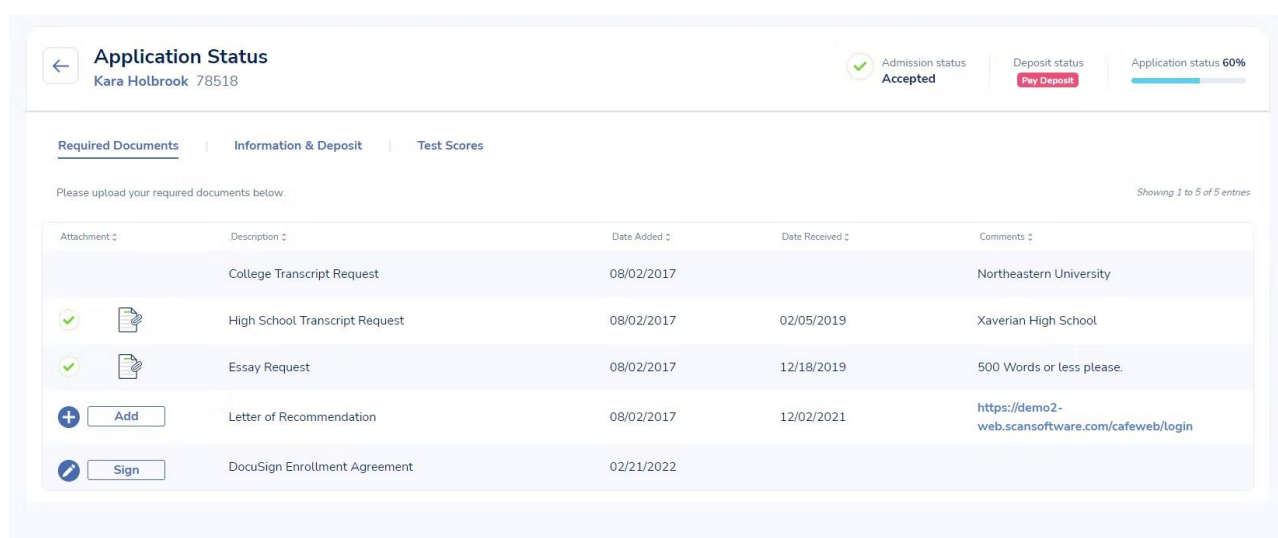 Application Status
Kara Holbrook 78518
Admission status
Accepted
Deposit status
Pay Deposit
Application status 60%
Required Documents | Information & Deposit | Test Scores
Please upload your required documents below.
Showing 1 to 5 of 5 entries
Attachment Description Date Added Date Received Comments
College Transcript Request 08/02/2017 Northeastern University
High School Transcript Request 08/02/2017 02/05/2019 Xaverian High School
Essay Request 08/02/2017 12/18/2019 500 Words or less please.
Add Letter of Recommendation 08/02/2017 12/02/2021 https://demo2-
web.scansoftware.com/cafeweb/login
Sign DocuSign Enrollment Agreement 02/21/2022